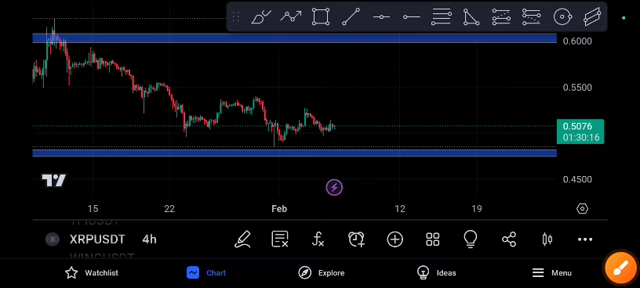 0.6000
0.5500
0.5076
01:30:16
0.4500
15 22 Feb 12 19
XRPUSDT 4h
Watchlist Chart Explore Ideas Menu